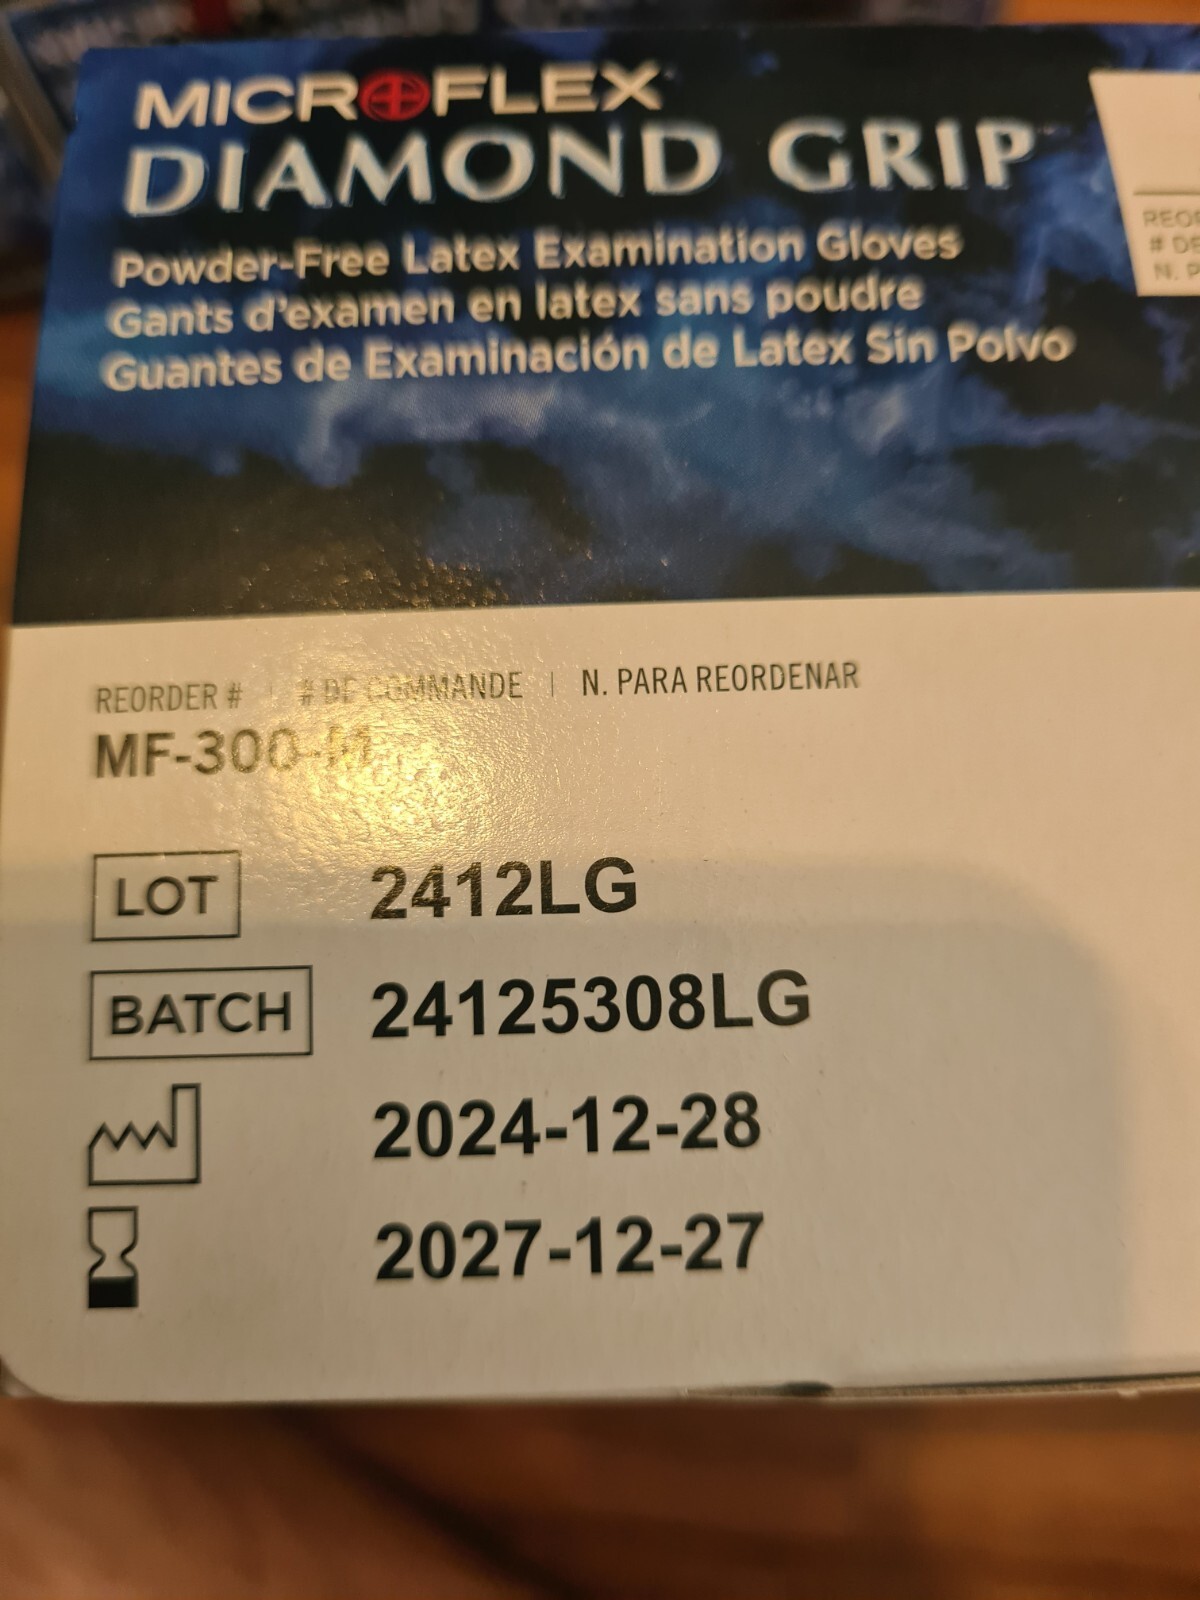 MICROFLEX
DIAMOND GRIP
Powder-Free Latex Examination Gloves
Gants d'examen en latex sans poudre
Guantes de Examinación de Latex Sin Polvo
REORDER # | # DE COMMANDE | N. PARA REORDENAR
MF-300-M
LOT 2412LG
BATCH 24125308LG
2024-12-28
2027-12-27